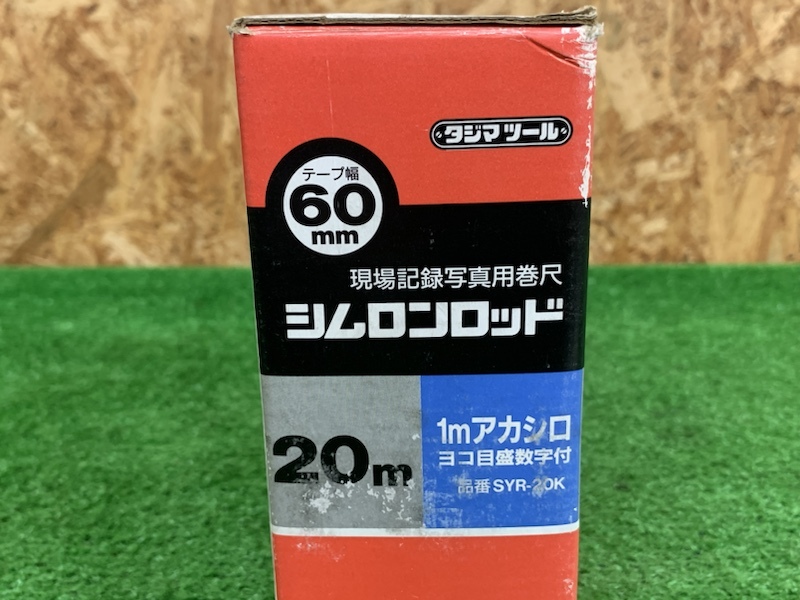 タジマツール
テープ幅
60
mm
現場記録写真用巻尺
シムロンロッド
20m
1mアカシロ
ヨコ目盛数字付
品番 SYR-20K